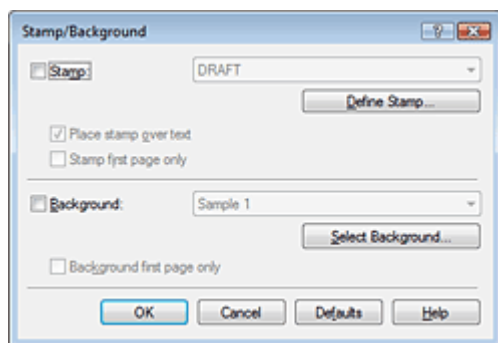 Stamp/Background
Stamp: DRAFT
Define Stamp...
Place stamp over text
Stamp first page only
Background: Sample 1
Select Background...
Background first page only
OK Cancel Defaults Help